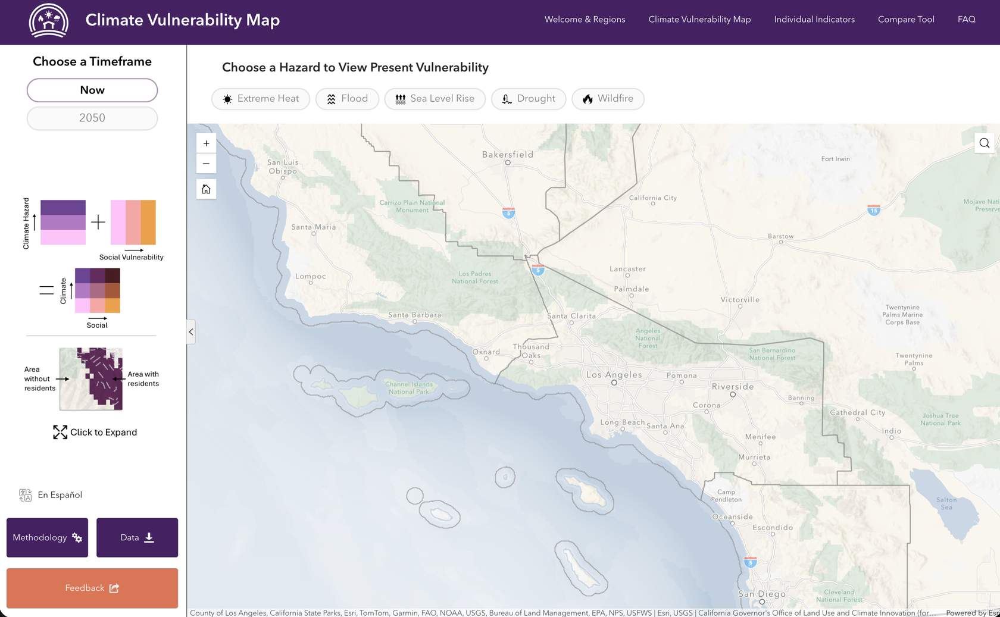 Climate Vulnerability Map
Welcome & Regions
Climate Vulnerability Map
Individual Indicators
Compare Tool
FAQ
Choose a Timeframe
Now
2050
Climate Hazard
Social Vulnerability
Climate
Social
Area
without
residents
Area with
residents
Click to Expand
En Español
Methodology
Data
Feedback
Choose a Hazard to View Present Vulnerability
Extreme Heat
Flood
Sea Level Rise
Drought
Wildfire
+
−
San Luis
Obispo
Bakersfield
Fort Irwin
California City
Carrizo Plain National
Monument
5
15
Mojave Nati
Preserve
Santa Maria
Barstow
Lompoc
Los Padres
National Forest
5
Lancaster
Palmdale
Victorville
Twentynine
Palms Marine
Corps Base
Santa Barbara
Santa Clarita
Angeles
National
Forest
San Bernardino
National Forest
Oxnard
Thousand
Oaks
Twentynine
Palms
Los Angeles
Pomona
Riverside
Channel Islands
National Park
Banning
Corona
Cathedral City
Joshua Tree
National Park
Long Beach
Santa Ana
Indio
Menifee
Murrieta
Camp
Pendleton
Salton
Sea
Oceanside
Escondido
5
San Diego
Cleveland
National
County of Los Angeles, California State Parks, Esri, TomTom, Garmin, FAO, NOAA, USGS, Bureau of Land Management, EPA, NPS, USFWS | Esri, USGS | California Governor's Office of Land Use and Climate Innovation (for...
Powered by Esri